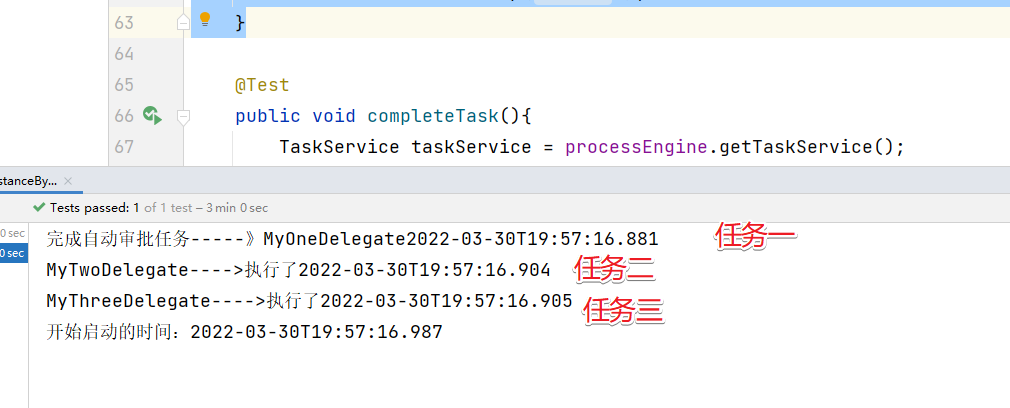 63 }
64
65 @Test
66 public void completeTask(){
67 TaskService taskService = processEngine.getTaskService();
stanceBy... ×
Tests passed: 1 of 1 test – 3 min 0 sec
0 sec
0 sec
完成自动审批任务-----》MyOneDelegate2022-03-30T19:57:16.881 任务一
MyTwoDelegate---->执行了2022-03-30T19:57:16.904 任务二
MyThreeDelegate---->执行了2022-03-30T19:57:16.905 任务三
开始启动的时间：2022-03-30T19:57:16.987